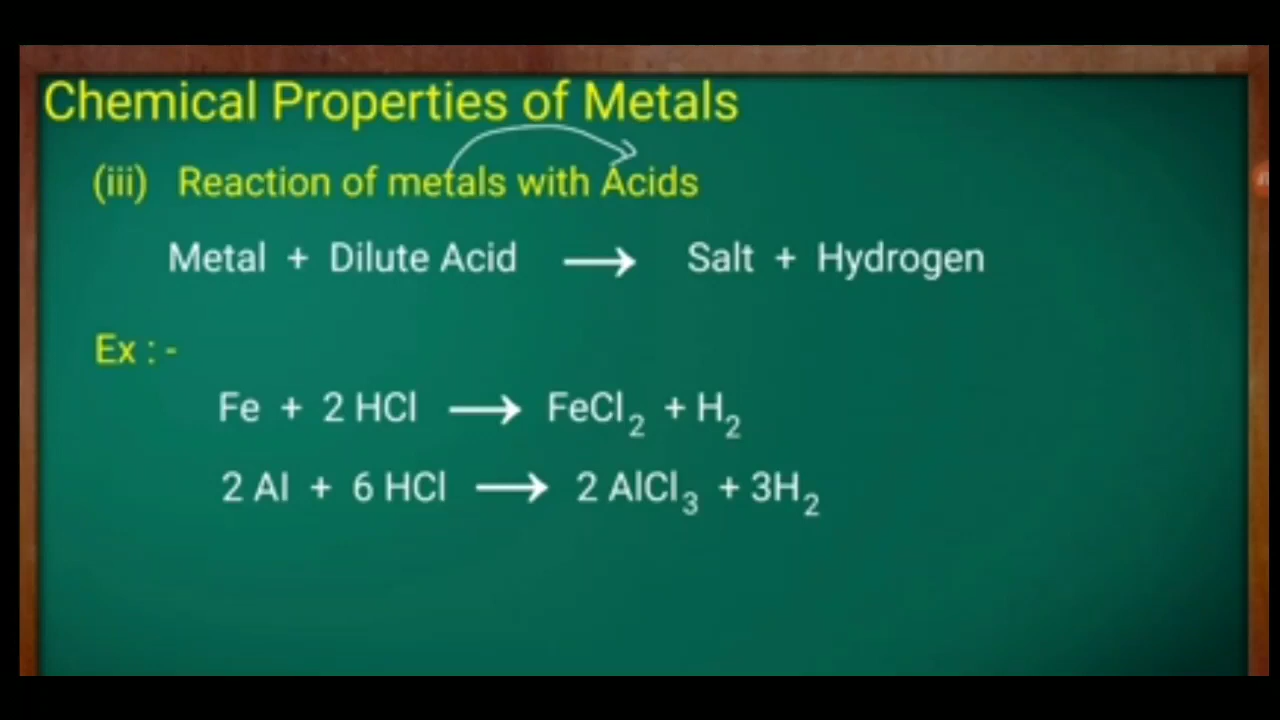 Chemical Properties of Metals
(iii) Reaction of metals with Acids
Metal + Dilute Acid ⟶ Salt + Hydrogen
Ex : -
Fe + 2 HCl ⟶ FeCl₂ + H₂
2 Al + 6 HCl ⟶ 2 AlCl₃ + 3H₂